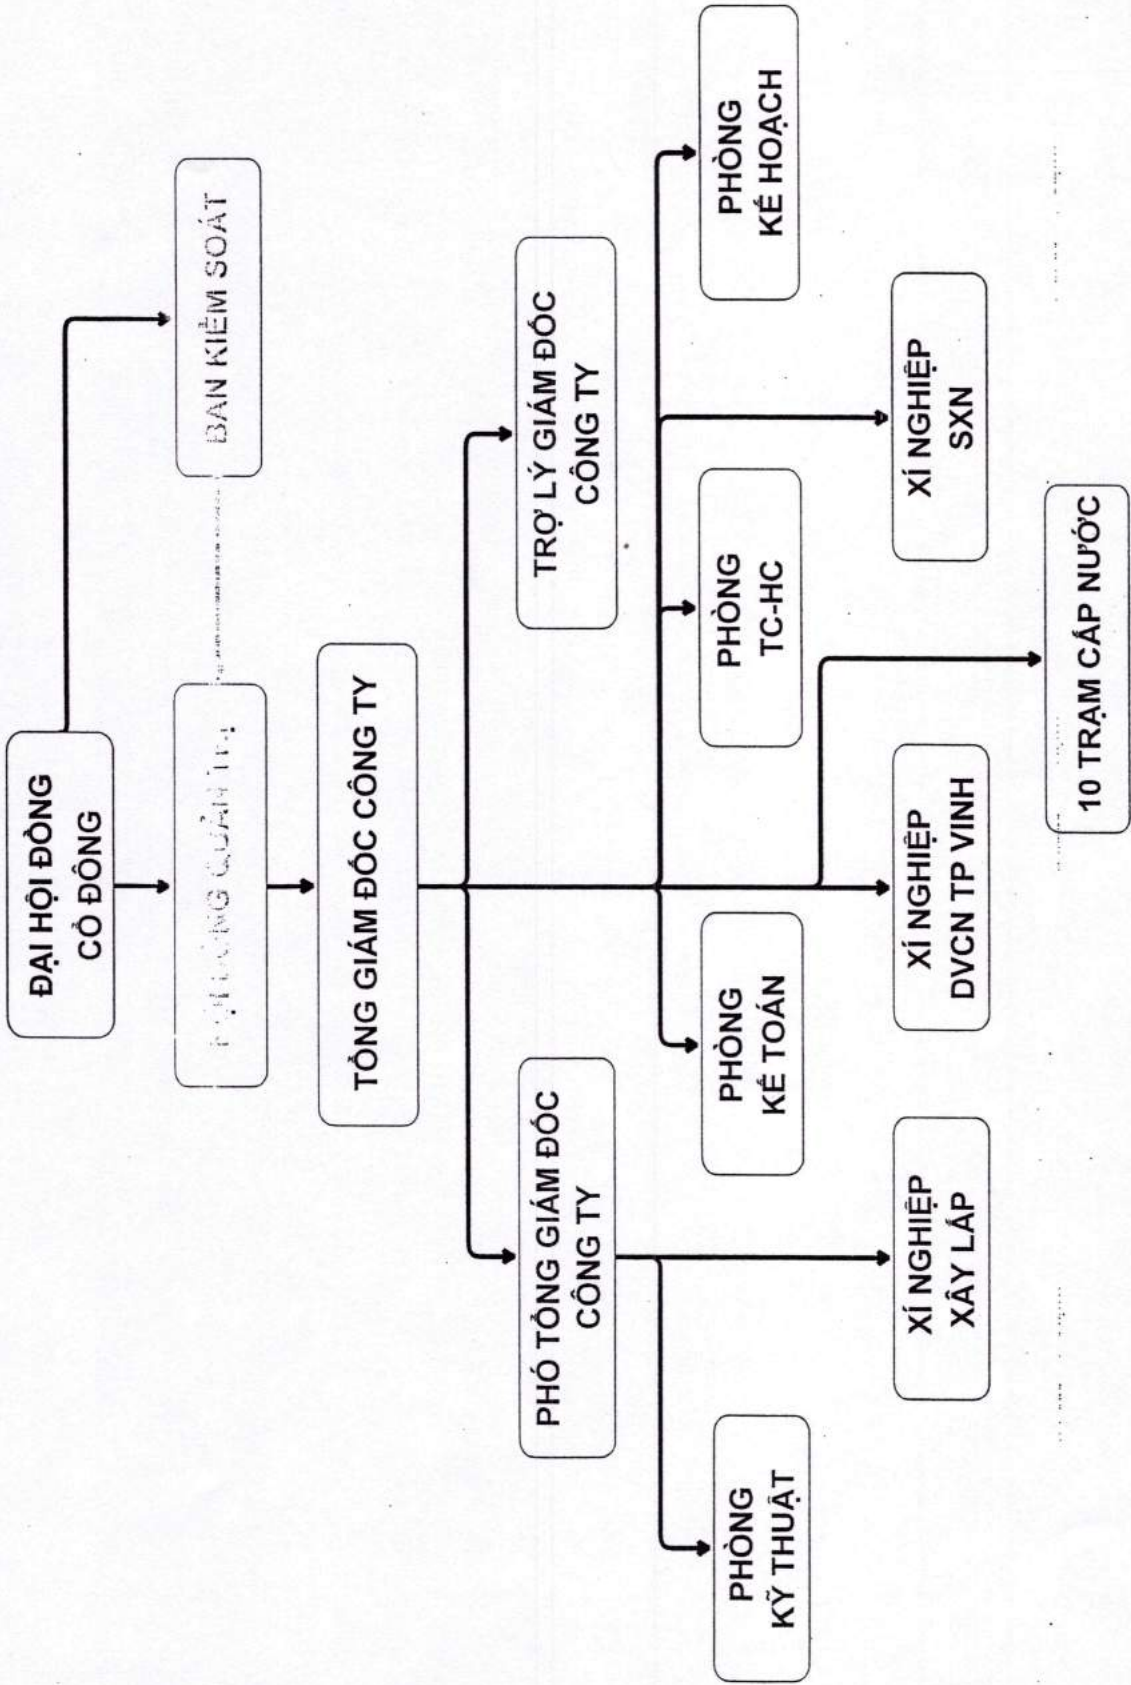 ĐẠI HỘI ĐỒNG
CỔ ĐÔNG
BAN KIỂM SOÁT
QUẢN TRỊ
TỔNG GIÁM ĐỐC CÔNG TY
PHÓ TỔNG GIÁM ĐỐC
CÔNG TY
TRỢ LÝ GIÁM ĐỐC
CÔNG TY
PHÒNG
KỸ THUẬT
PHÒNG
KẾ TOÁN
PHÒNG
TC-HC
PHÒNG
KẾ HOẠCH
XÍ NGHIỆP
XÂY LẮP
XÍ NGHIỆP
DVCN TP VINH
XÍ NGHIỆP
SXN
10 TRẠM CẤP NƯỚC